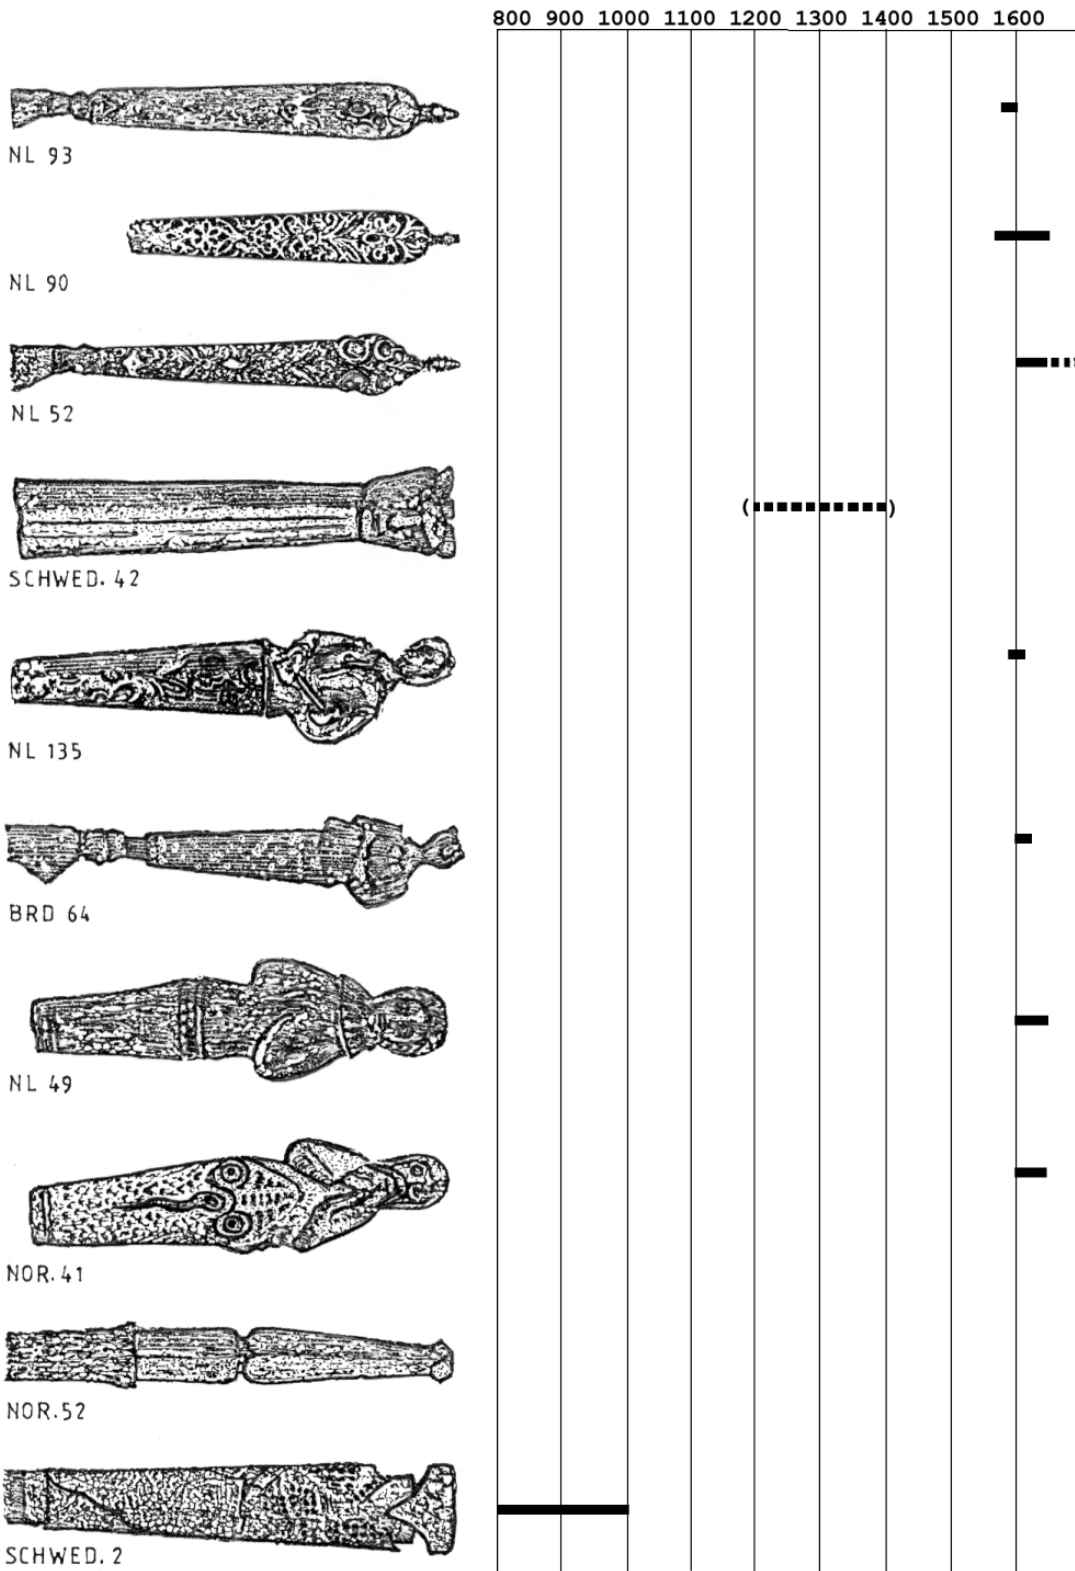 800 900 1000 1100 1200 1300 1400 1500 1600
NL 93
NL 90
NL 52
( )
SCHWED. 42
NL 135
BRD 64
NL 49
NOR. 41
NOR. 52
SCHWED. 2